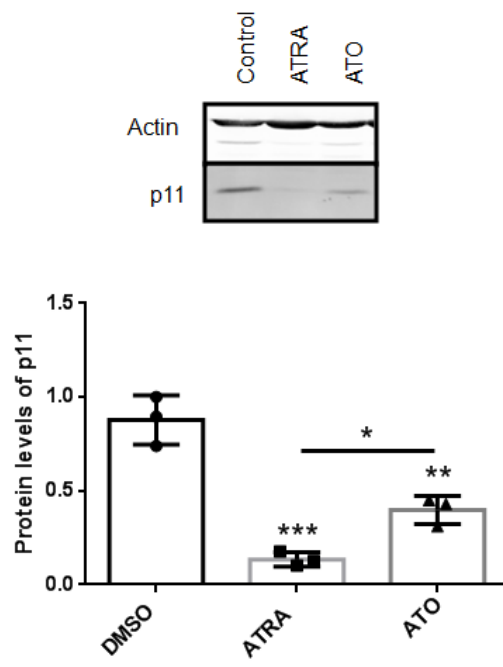 Control
ATRA
ATO
Actin
p11
Protein levels of p11
1.5
1.0
0.5
0.0
*
**
***
DMSO
ATRA
ATO